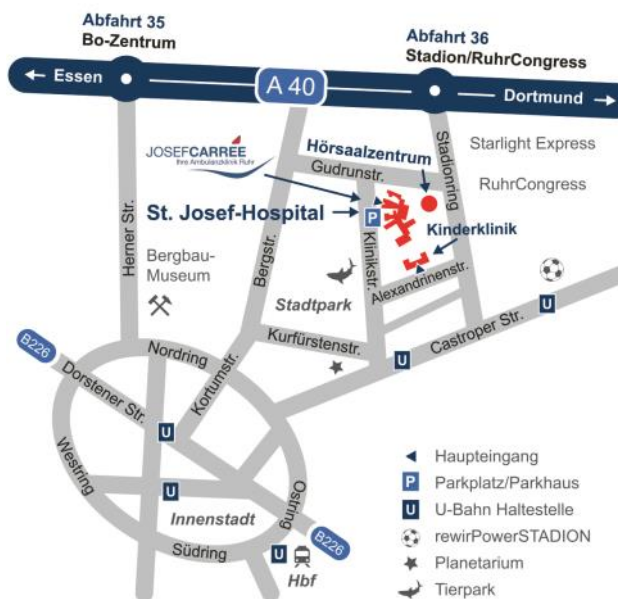 Abfahrt 35
Bo-Zentrum
Abfahrt 36
Stadion/RuhrCongress
Essen
A 40
Dortmund
JOSEFCARRÉE
Ihre Ambulanzklinik Ruhr
Hörsaalzentrum
Gudrunstr.
Stadionring
Starlight Express
RuhrCongress
St. Josef-Hospital
P
Kinderklinik
Herner Str.
Bergbau-
Museum
Bergstr.
Klinikstr.
Alexandrinenstr.
Stadtpark
U
Castroper Str.
Kurfürstenstr.
U
B226
Nordring
Dorstener Str.
Kortumstr.
U
Westring
U
Innenstadt
Ostring
Südring
U
Hbf
B226
Haupteingang
P Parkplatz/Parkhaus
U U-Bahn Haltestelle
rewirPowerSTADION
Planetarium
Tierpark